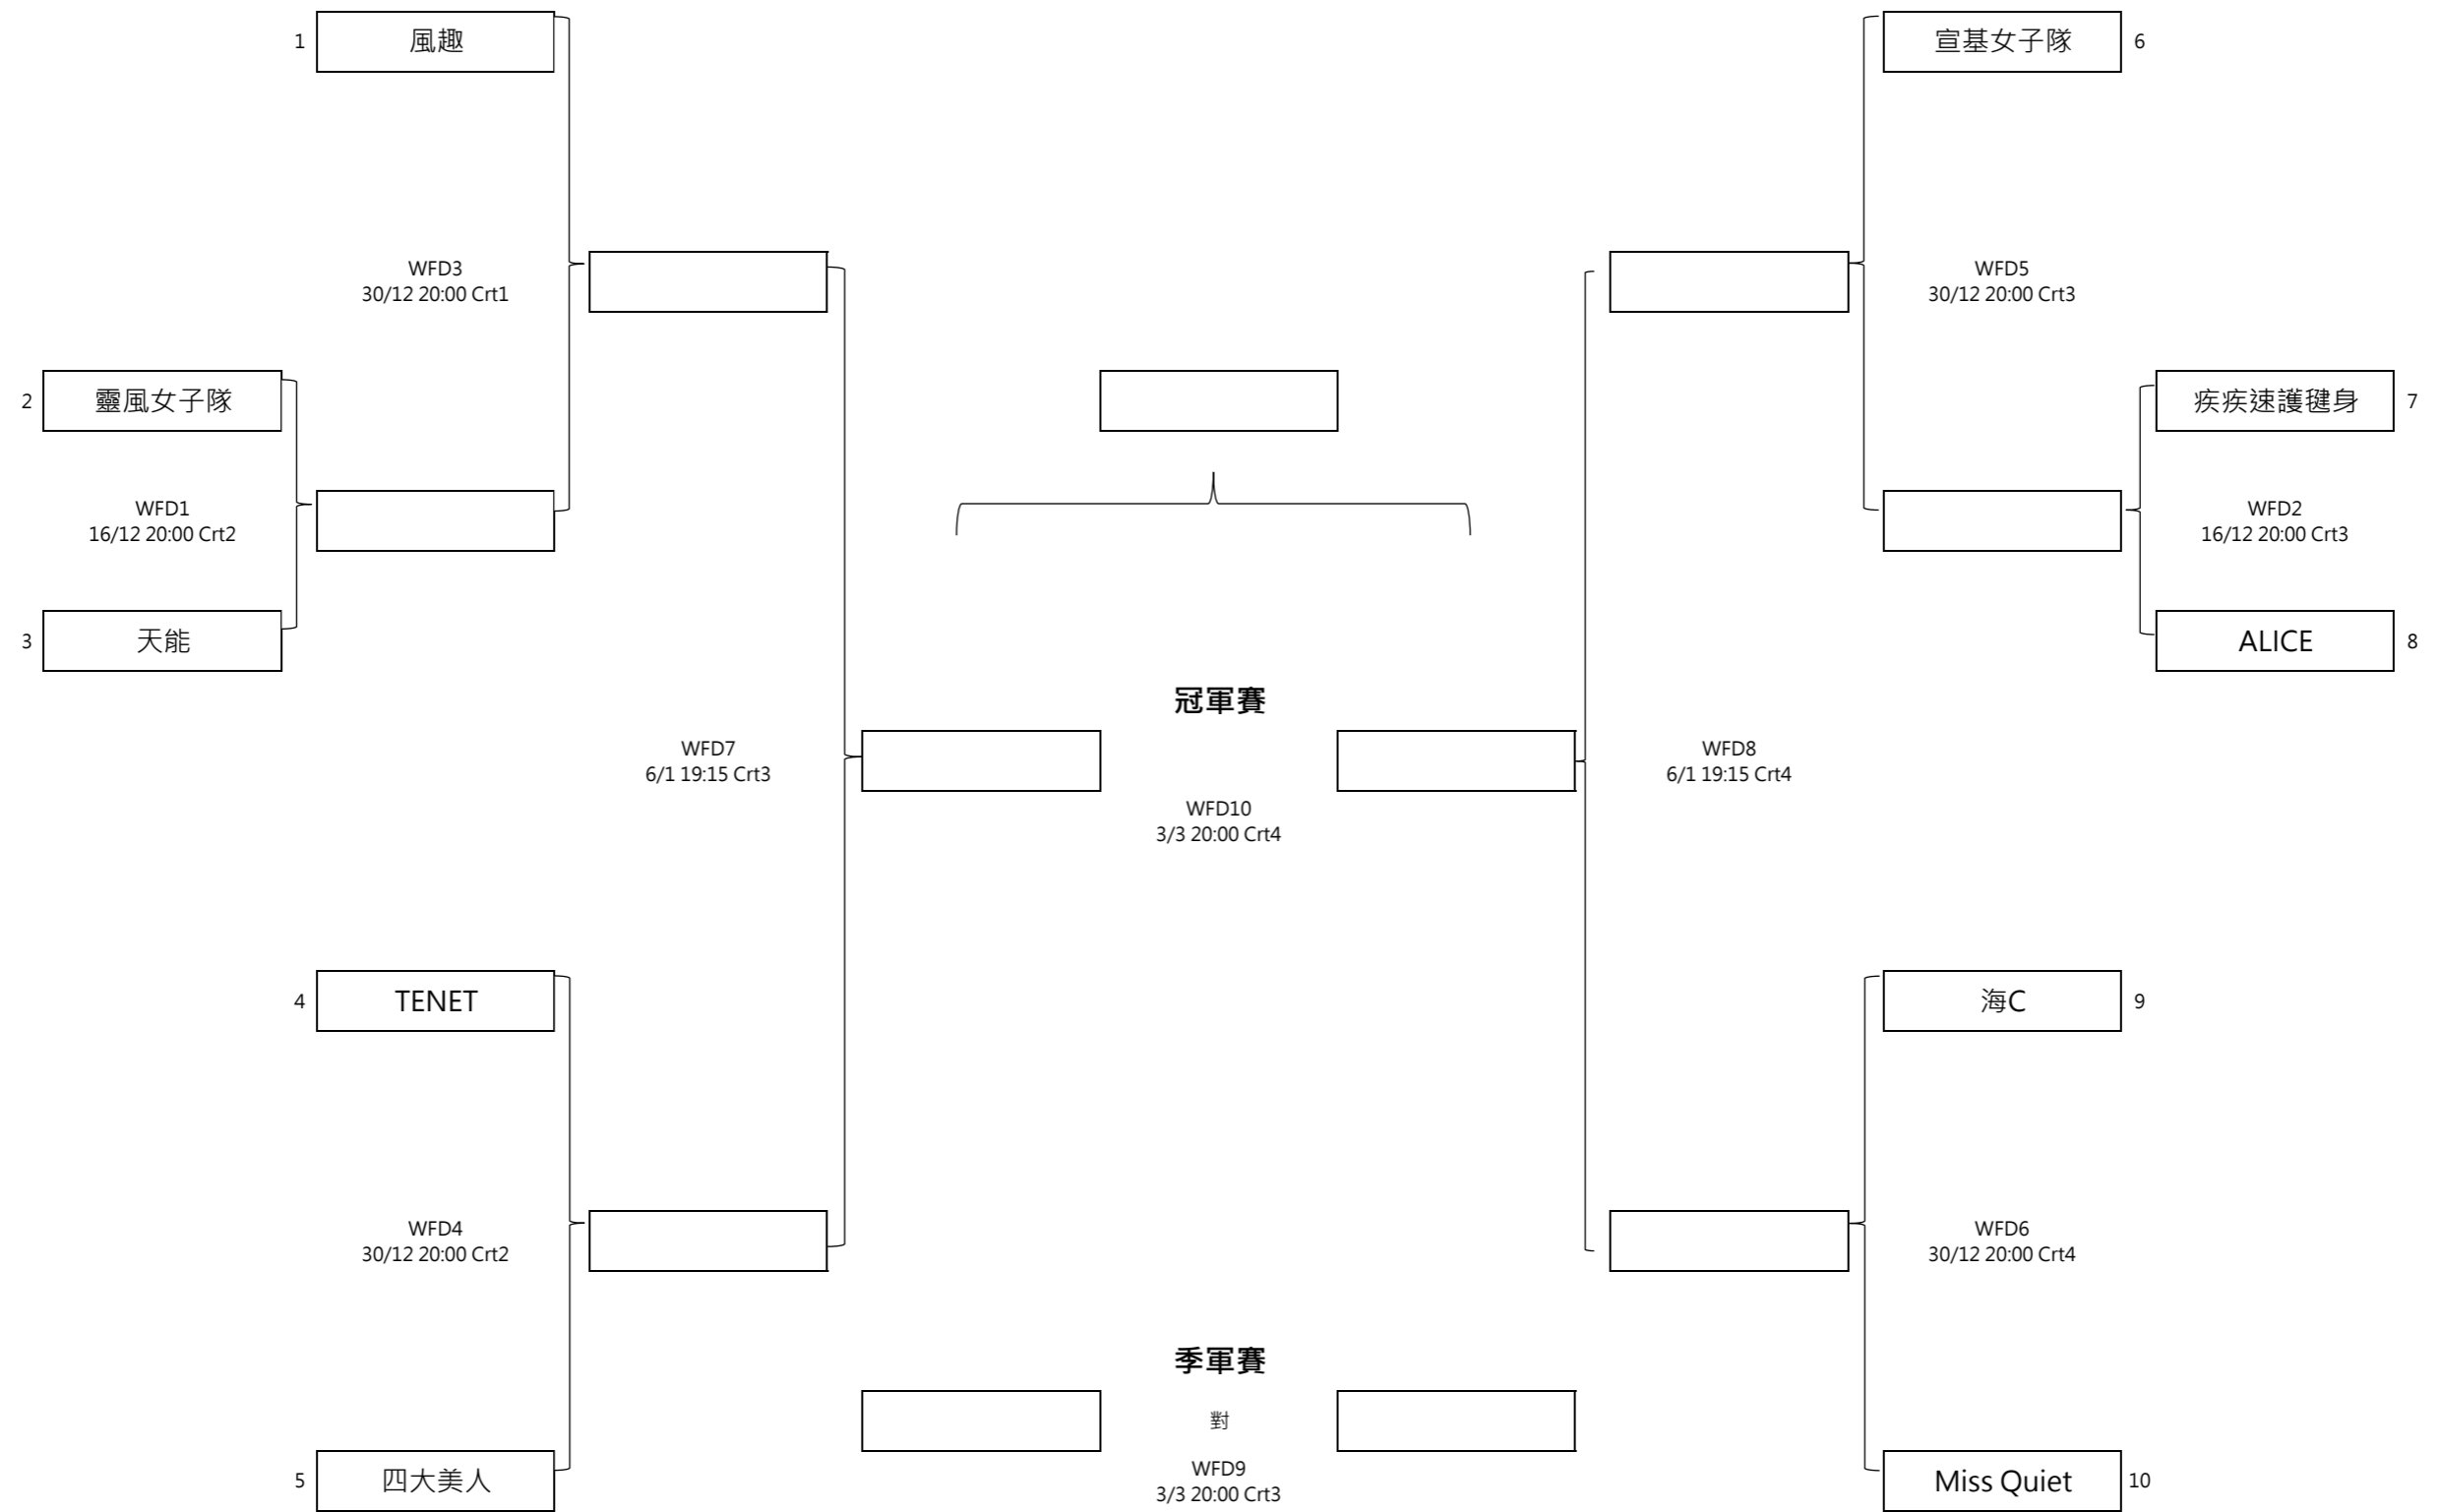 1 風趣
宣基女子隊 6
WFD3
30/12 20:00 Crt1
WFD5
30/12 20:00 Crt3
2 靈風女子隊
疾疾速護毽身 7
WFD1
16/12 20:00 Crt2
WFD2
16/12 20:00 Crt3
3 天能
ALICE 8
冠軍賽
WFD7
6/1 19:15 Crt3
WFD8
6/1 19:15 Crt4
WFD10
3/3 20:00 Crt4
4 TENET
海C 9
WFD4
30/12 20:00 Crt2
WFD6
30/12 20:00 Crt4
季軍賽
對
5 四大美人
WFD9
3/3 20:00 Crt3
Miss Quiet 10